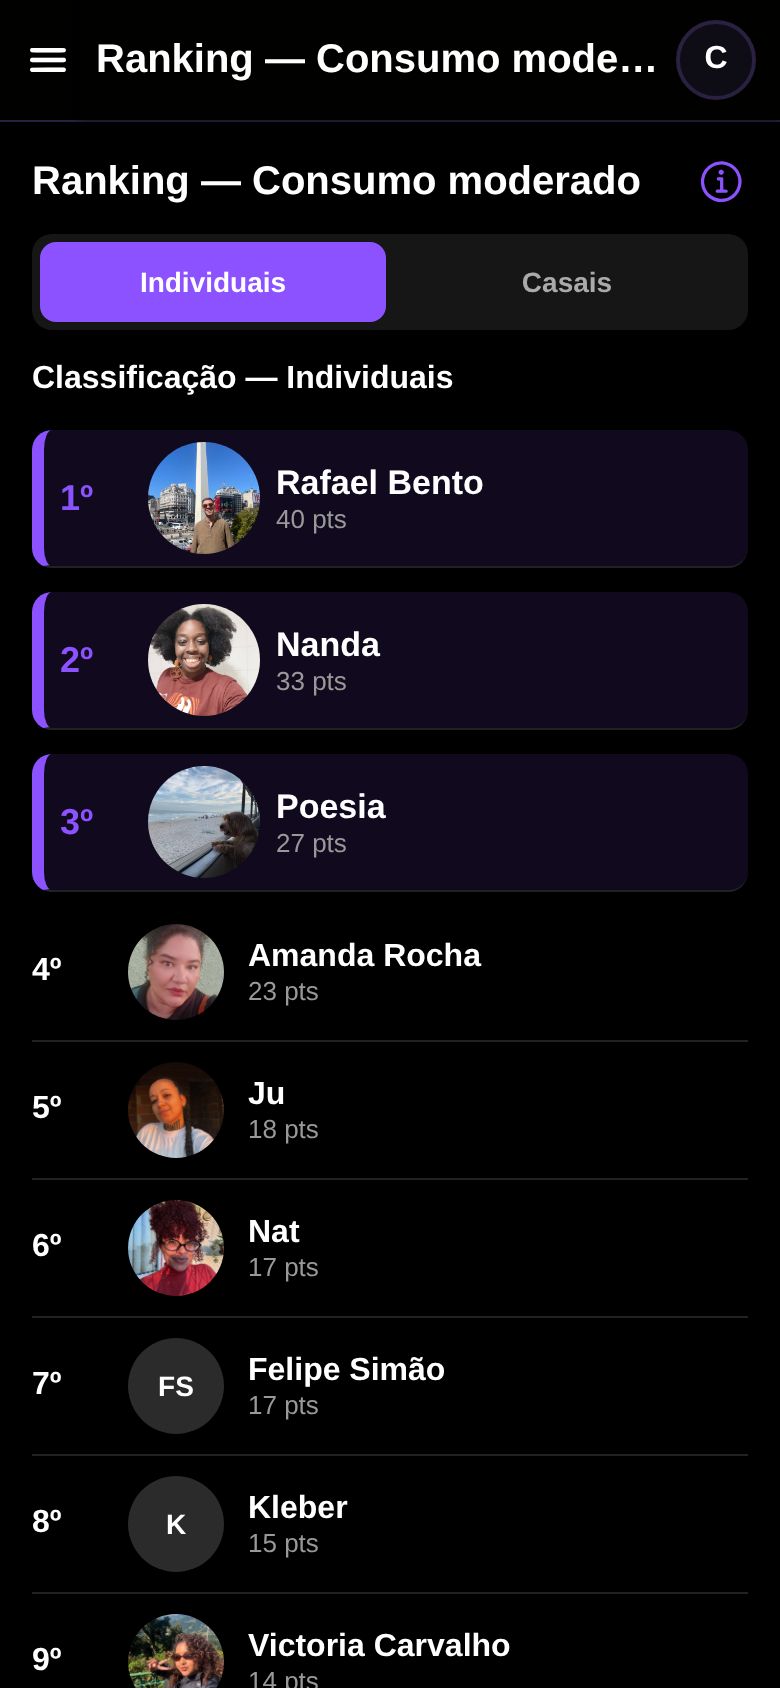 Ranking — Consumo mode…
C
Ranking — Consumo moderado
Individuais
Casais
Classificação — Individuais
1º
Rafael Bento
40 pts
2º
Nanda
33 pts
3º
Poesia
27 pts
4º
Amanda Rocha
23 pts
5º
Ju
18 pts
6º
Nat
17 pts
7º
FS
Felipe Simão
17 pts
8º
K
Kleber
15 pts
9º
Victoria Carvalho
14 pts